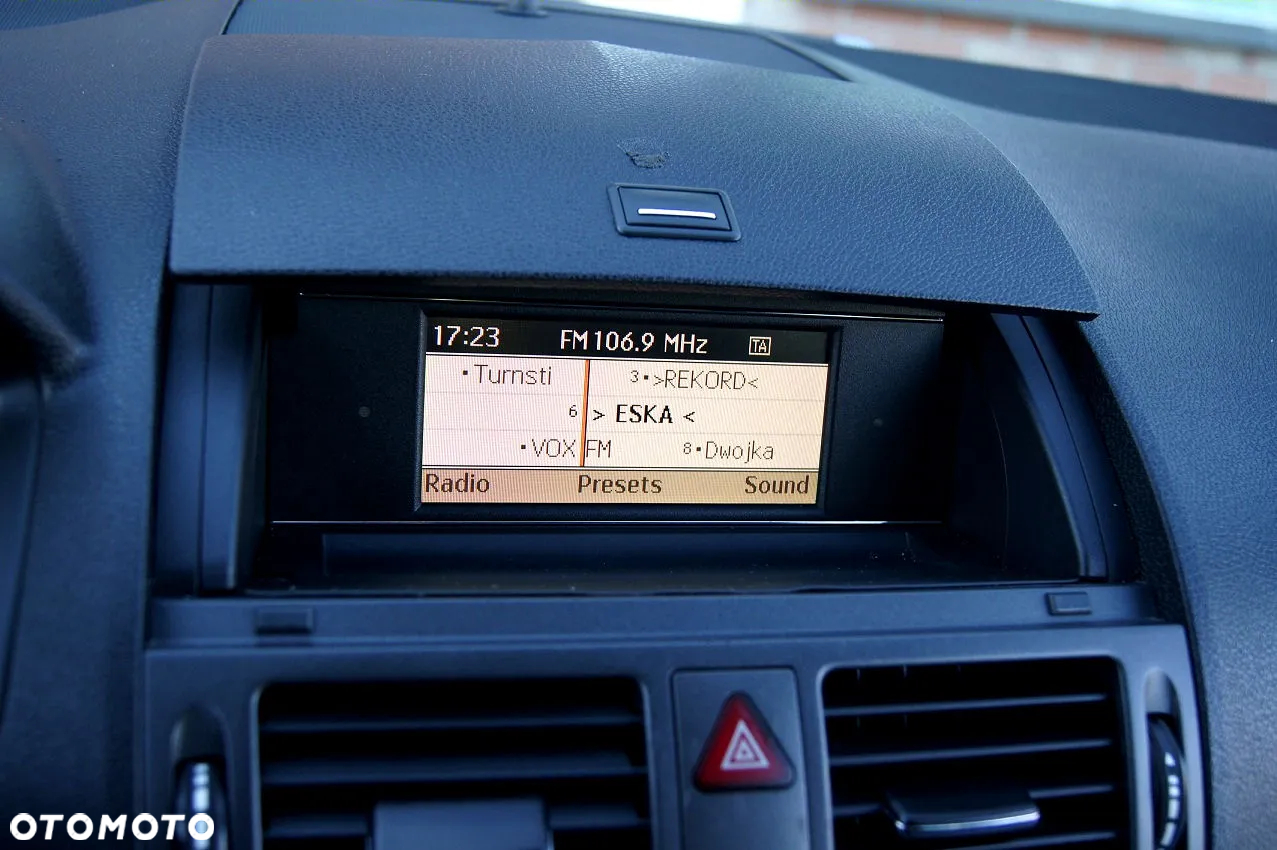 17:23 FM 106.9 MHz TA
•Turnsti 3•>REKORD<
6 > ESKA <
•VOX FM 8•Dwojka
Radio Presets Sound
OTOMOTO